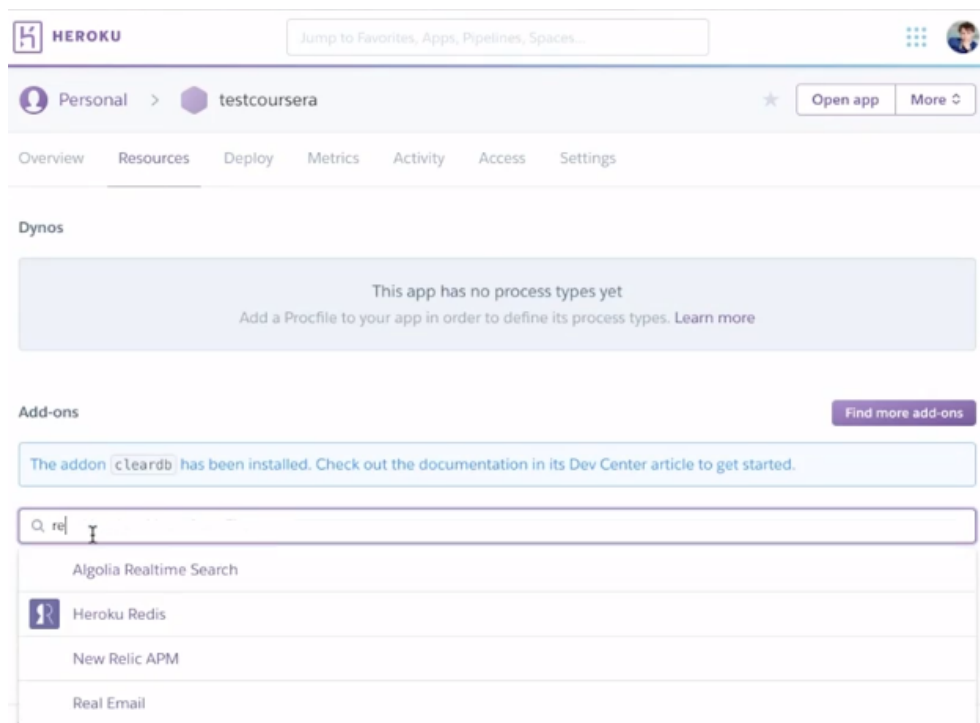 HEROKU
Jump to Favorites, Apps, Pipelines, Spaces...
Personal > testcoursera
Open app
More
Overview Resources Deploy Metrics Activity Access Settings
Dynos
This app has no process types yet
Add a Procfile to your app in order to define its process types. Learn more
Add-ons
Find more add-ons
The addon cleardb has been installed. Check out the documentation in its Dev Center article to get started.
re
Algolia Realtime Search
Heroku Redis
New Relic APM
Real Email